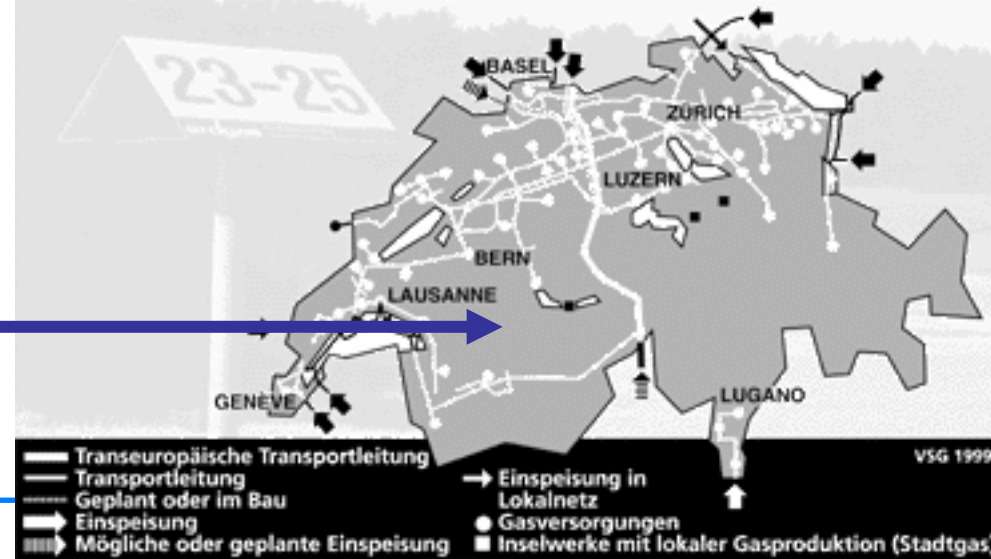 23-25
BASEL
ZÜRICH
LUZERN
BERN
LAUSANNE
GENÈVE
LUGANO
Transeuropäische Transportleitung
Transportleitung
Geplant oder im Bau
Einspeisung
Mögliche oder geplante Einspeisung
Einspeisung in
Lokalnetz
Gasversorgungen
Inselwerke mit lokaler Gasproduktion (Stadtgas
VSG 1999